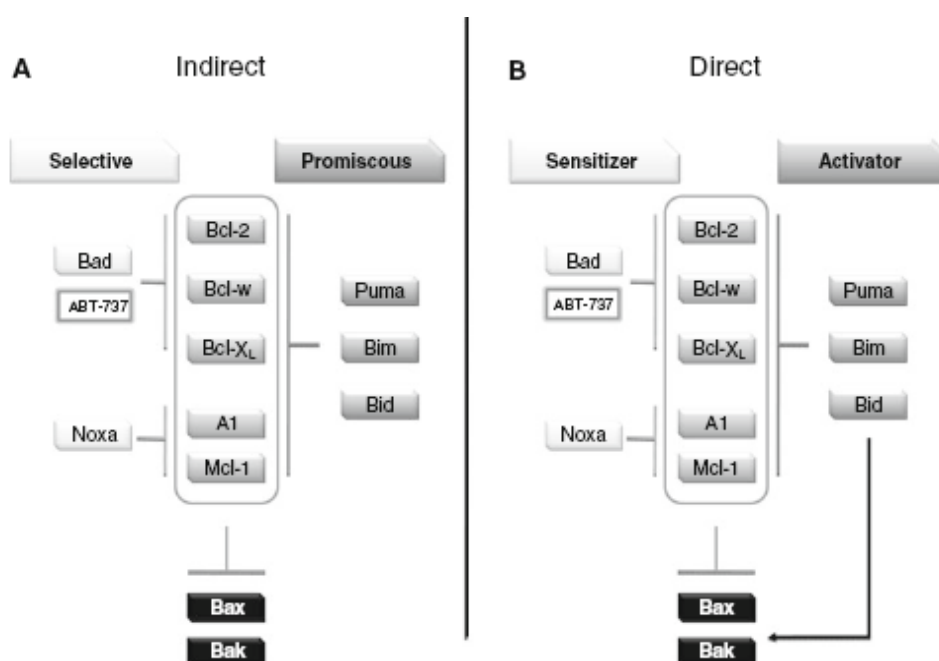 A
Indirect
Selective
Promiscous
Bcl-2
Bcl-w
Bcl-XL
A1
Mcl-1
Bad
ABT-737
Noxa
Puma
Bim
Bid
Bax
Bak
B
Direct
Sensitizer
Activator
Bcl-2
Bcl-w
Bcl-XL
A1
Mcl-1
Bad
ABT-737
Noxa
Puma
Bim
Bid
Bax
Bak